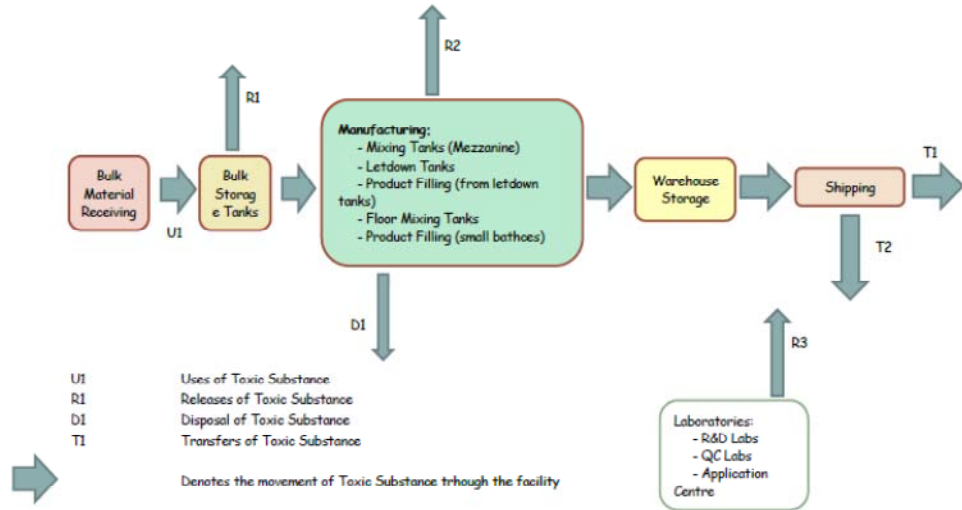 R2
R1
Manufacturing:
- Mixing Tanks (Mezzanine)
- Letdown Tanks
- Product Filling (from letdown
tanks)
- Floor Mixing Tanks
- Product Filling (small bathces)
Bulk
Material
Receiving
U1
Bulk
Storag
e Tanks
Warehouse
Storage
Shipping
T1
T2
D1
R3
U1 Uses of Toxic Substance
R1 Releases of Toxic Substance
D1 Disposal of Toxic Substance
T1 Transfers of Toxic Substance
Denotes the movement of Toxic Substance trhough the facility
Laboratories:
- R&D Labs
- QC Labs
- Application
Centre